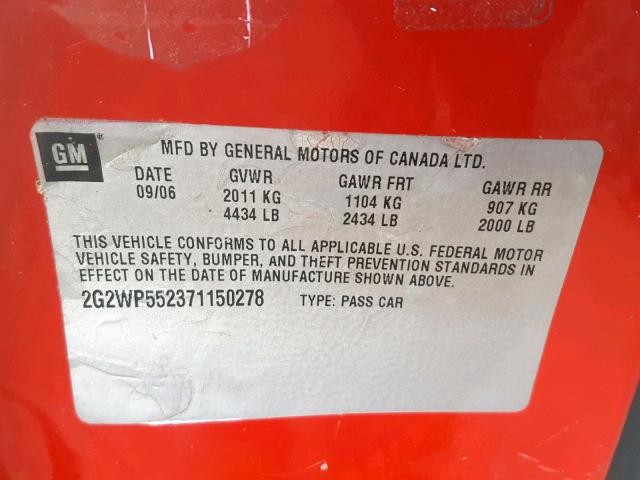 GM®
MFD BY GENERAL MOTORS OF CANADA LTD.
DATE GVWR GAWR FRT GAWR RR
09/06 2011 KG 1104 KG 907 KG
4434 LB 2434 LB 2000 LB
THIS VEHICLE CONFORMS TO ALL APPLICABLE U.S. FEDERAL MOTOR
VEHICLE SAFETY, BUMPER, AND THEFT PREVENTION STANDARDS IN
EFFECT ON THE DATE OF MANUFACTURE SHOWN ABOVE.
2G2WP552371150278 TYPE: PASS CAR